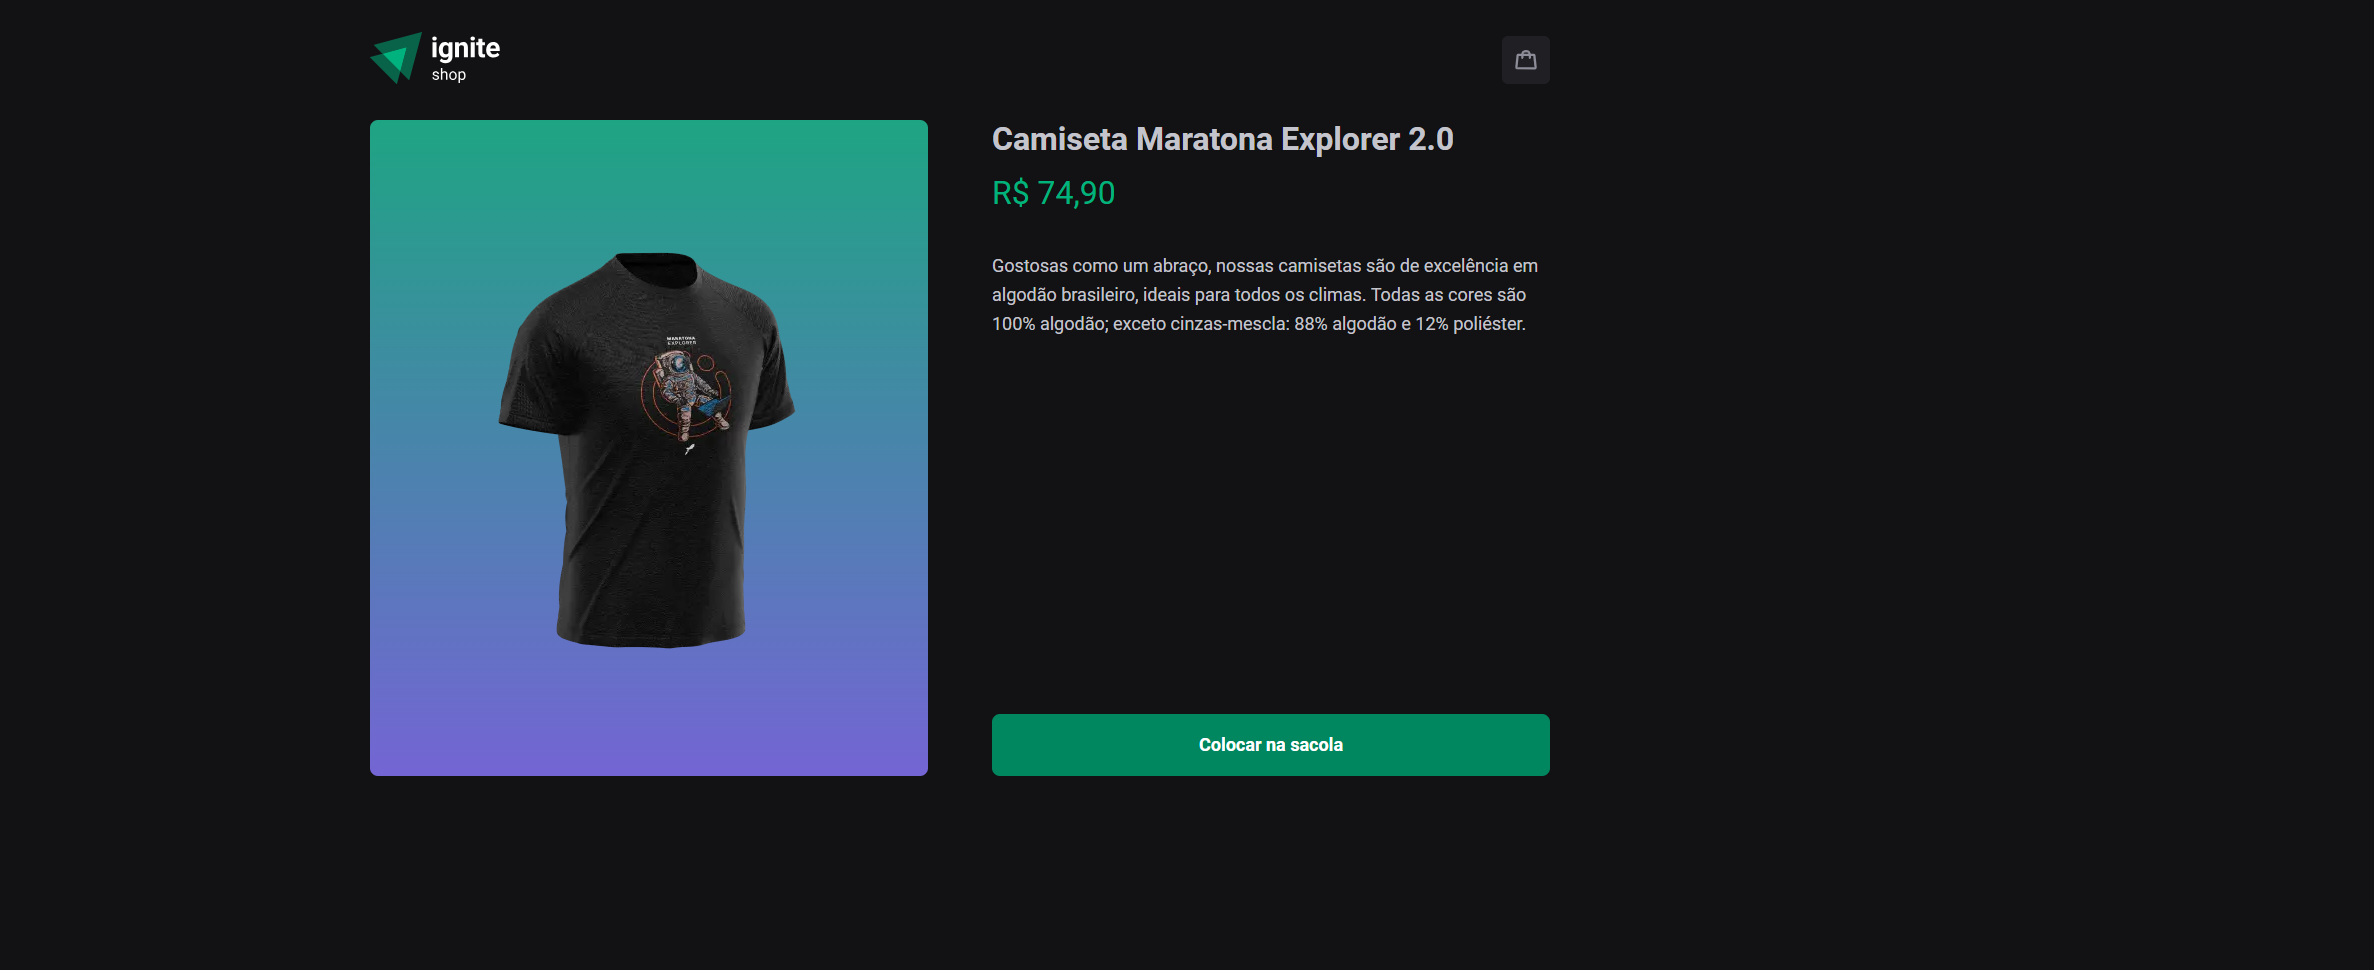 ignite
shop
Camiseta Maratona Explorer 2.0
R$ 74,90
Gostosas como um abraço, nossas camisetas são de excelência em
algodão brasileiro, ideais para todos os climas. Todas as cores são
100% algodão; exceto cinzas-mescla: 88% algodão e 12% poliéster.
MARATONA
EXPLORER
Colocar na sacola